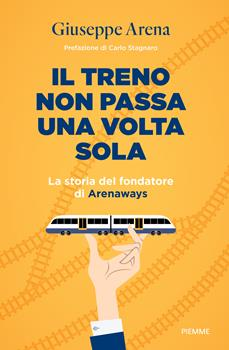 Giuseppe Arena
Prefazione di Carlo Stagnaro
IL TRENO
NON PASSA
UNA VOLTA
SOLA
La storia del fondatore
di Arenaways
PIEMME